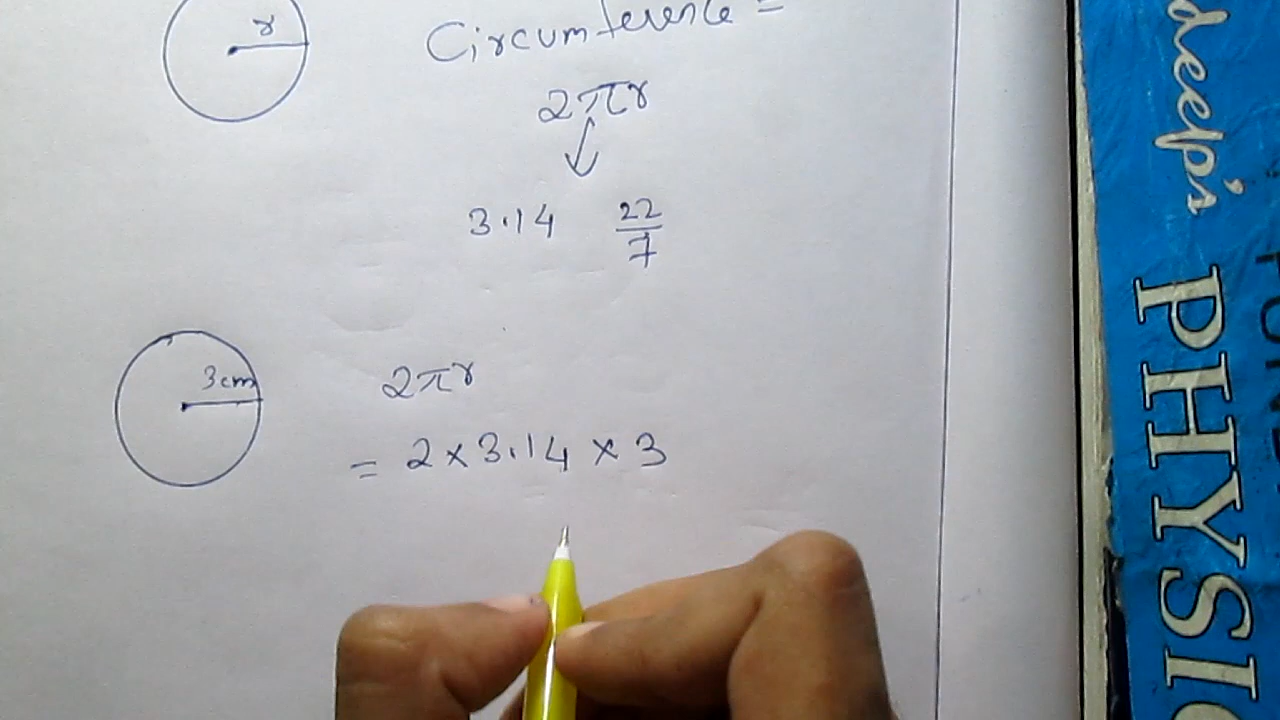 r
Circumference =
2πr
3.14 22/7
3cm
2πr
= 2 × 3.14 × 3
deep's
PHYSIC